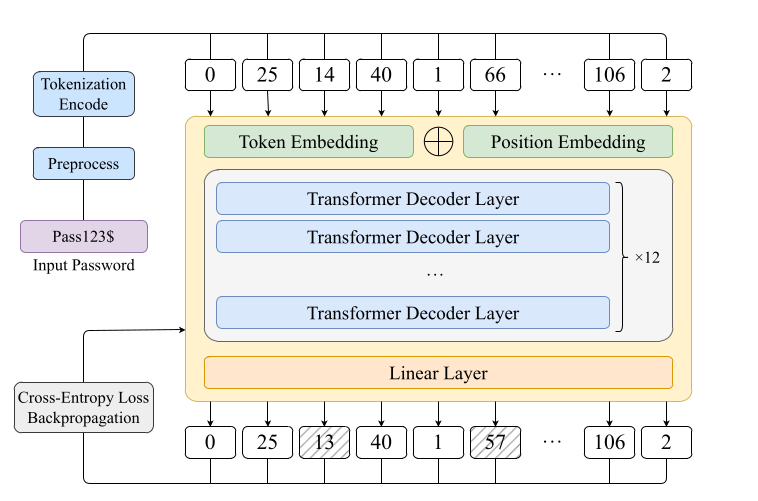 0 25 14 40 1 66 ... 106 2
Tokenization
Encode
Token Embedding
Position Embedding
Preprocess
Transformer Decoder Layer
Pass123$
Transformer Decoder Layer
×12
Input Password
...
Transformer Decoder Layer
Linear Layer
Cross-Entropy Loss
Backpropagation
0 25 13 40 1 57 ... 106 2